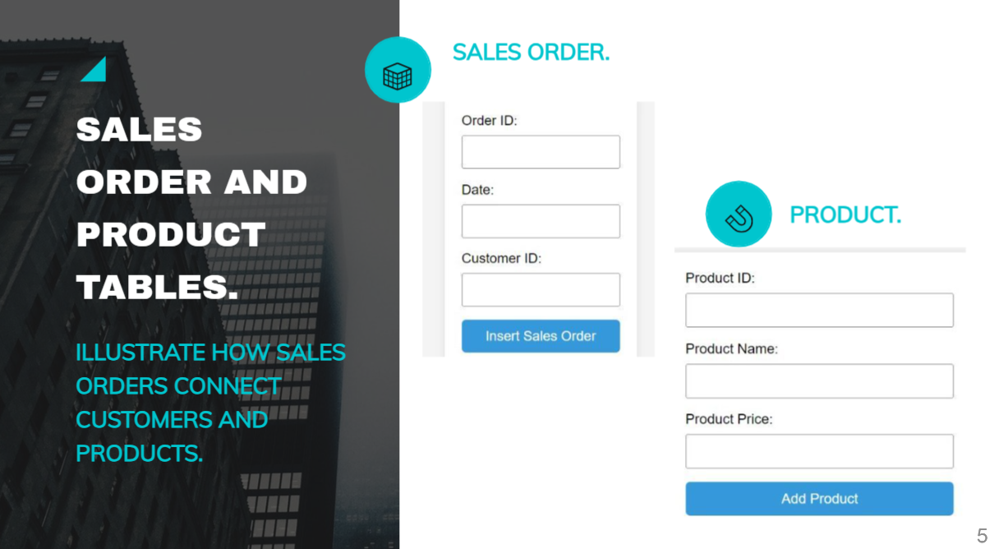 SALES
ORDER AND
PRODUCT
TABLES.
ILLUSTRATE HOW SALES
ORDERS CONNECT
CUSTOMERS AND
PRODUCTS.
SALES ORDER.
Order ID:
Date:
Customer ID:
Insert Sales Order
PRODUCT.
Product ID:
Product Name:
Product Price:
Add Product
5